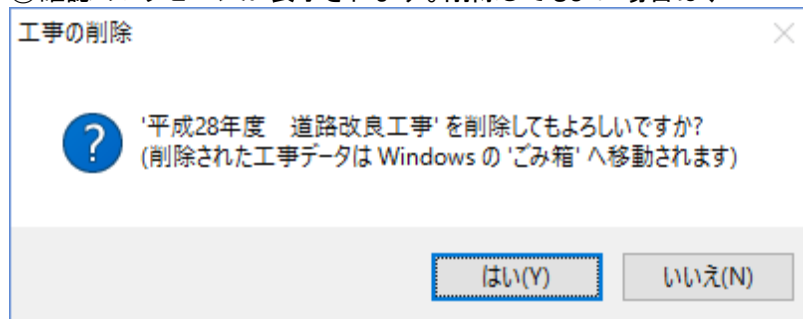 工事の削除
'平成28年度　道路改良工事' を削除してもよろしいですか?
(削除された工事データは Windows の 'ごみ箱' へ移動されます)
はい(Y)
いいえ(N)